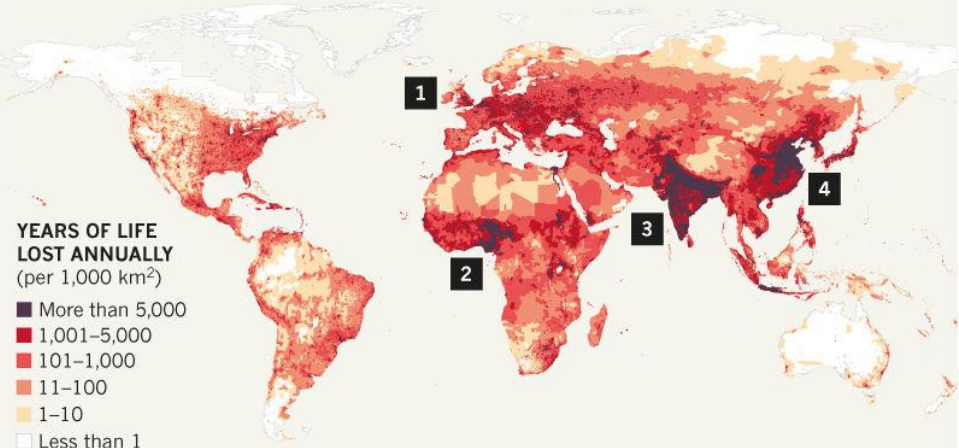 1
2
3
4
YEARS OF LIFE
LOST ANNUALLY
(per 1,000 km²)
More than 5,000
1,001–5,000
101–1,000
11–100
1–10
Less than 1